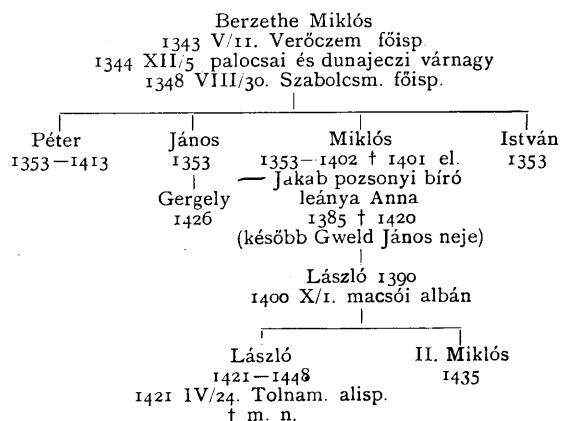 Berzethe Miklós
1343 V/11. Verőczem főisp.
1344 XII/5 palocsai és dunajeczi várnagy
1348 VIII/30. Szabolcsm. főisp.
Péter János Miklós István
1353—1413 1353 1353—1402 † 1401 el. 1353
Gergely — Jakab pozsonyi bíró
1426 leánya Anna
1385 † 1420
(később Gweld János neje)
László 1390
1400 X/1. macsói albán
László II. Miklós
1421—1448 1435
1421 IV/24. Tolnam. alisp.
† m. n.